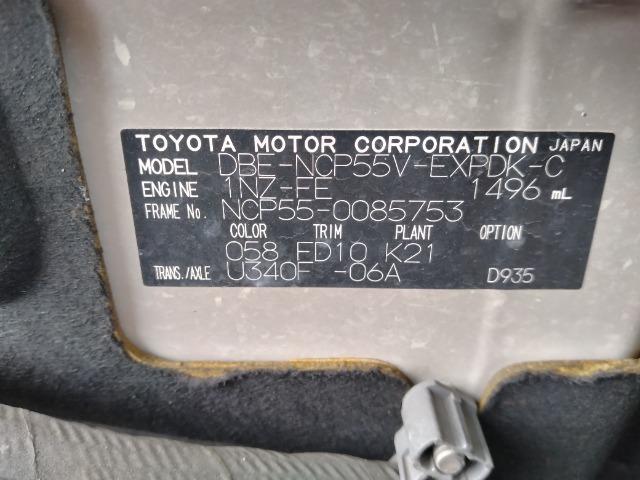 TOYOTA MOTOR CORPORATION JAPAN
MODEL DBE-NCP55V-EXPDK-C
ENGINE 1NZ-FE 1496 mL
FRAME No. NCP55-0085753
COLOR TRIM PLANT OPTION
058 FD10 K21
TRANS./AXLE U340F -06A D935